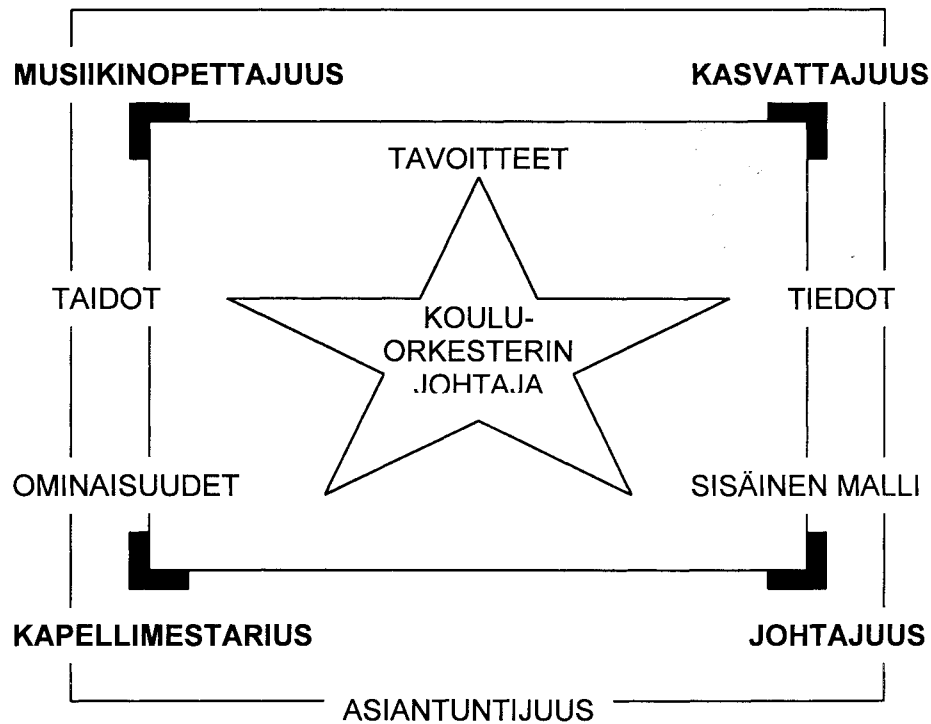 MUSIIKINOPETTAJUUS
KASVATTAJUUS
TAVOITTEET
TAIDOT
TIEDOT
KOULU-
ORKESTERIN
JOHTAJA
OMINAISUUDET
SISÄINEN MALLI
KAPELLIMESTARIUS
JOHTAJUUS
ASIANTUNTIJUUS